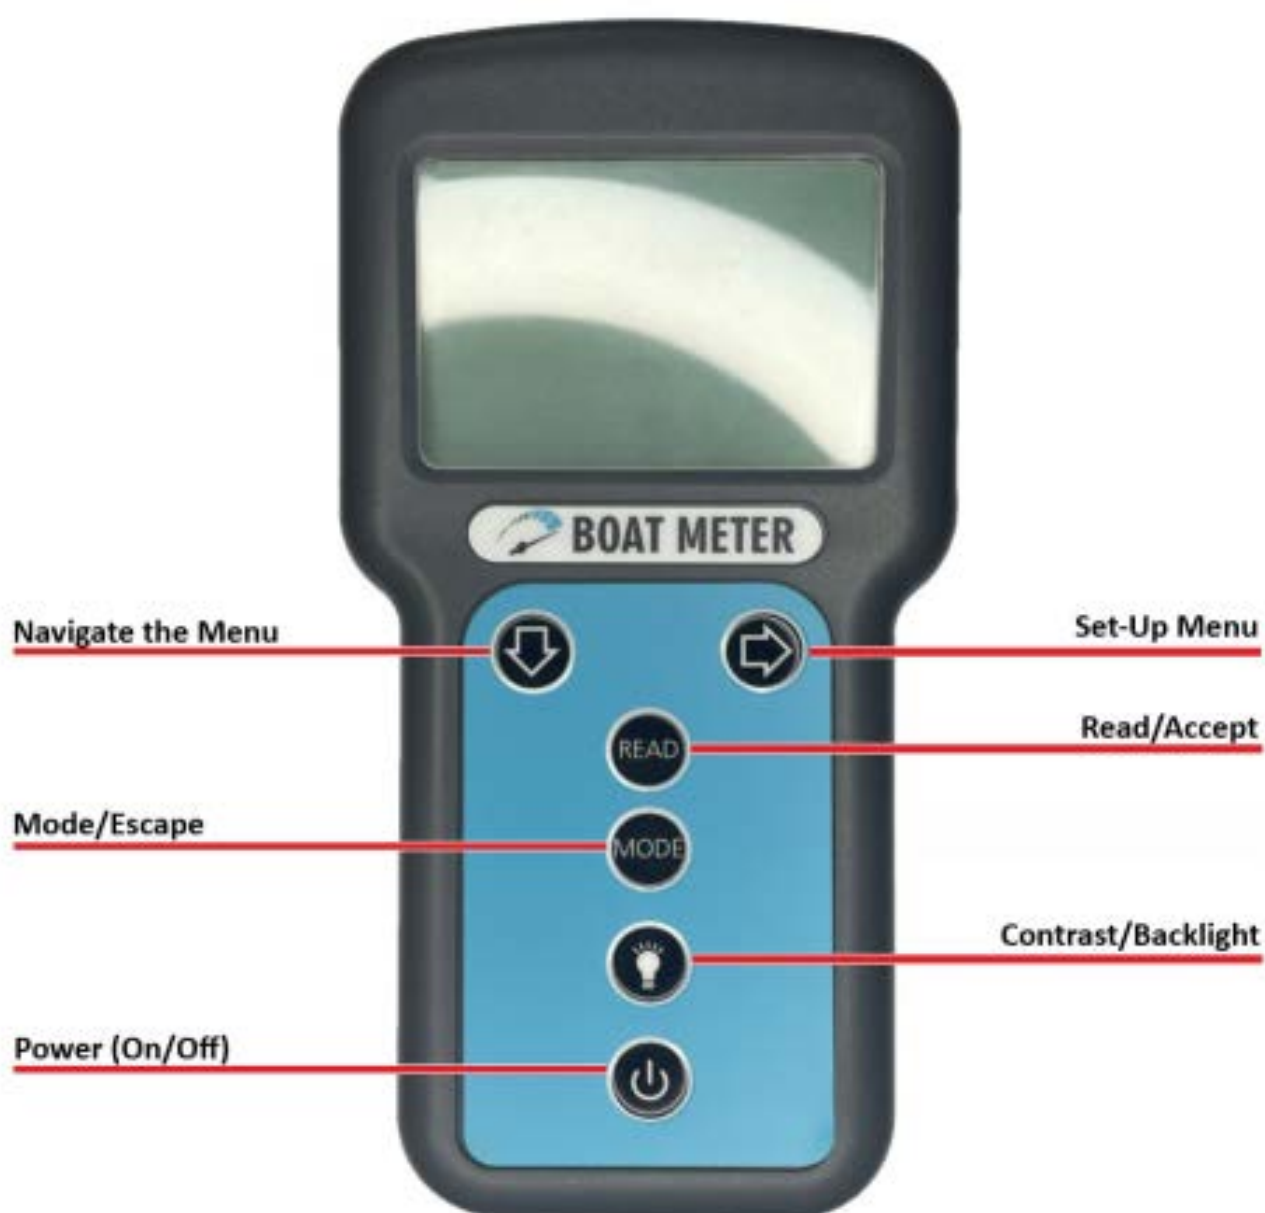 BOAT METER
Navigate the Menu
Set-Up Menu
Read/Accept
READ
Mode/Escape
MODE
Contrast/Backlight
Power (On/Off)